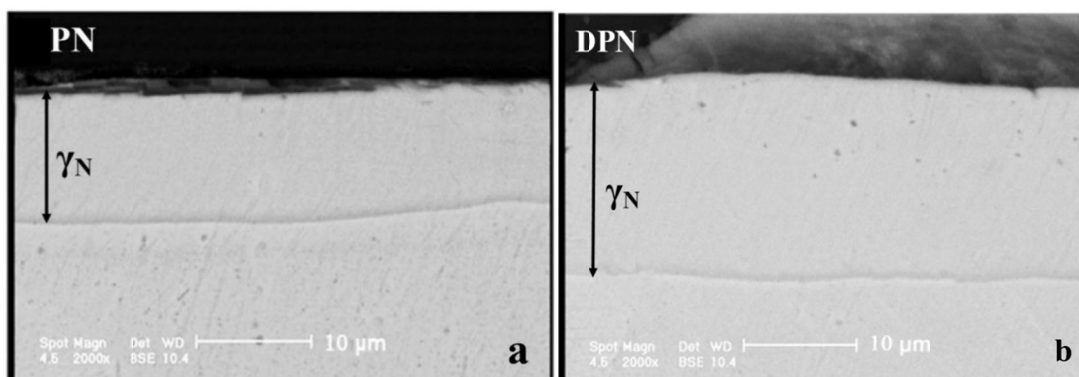 PN
γN
Spot Magn Det WD
4.5 2000x BSE 10.4
10 µm
a
DPN
γN
Spot Magn Det WD
4.5 2000x BSE 10.4
10 µm
b